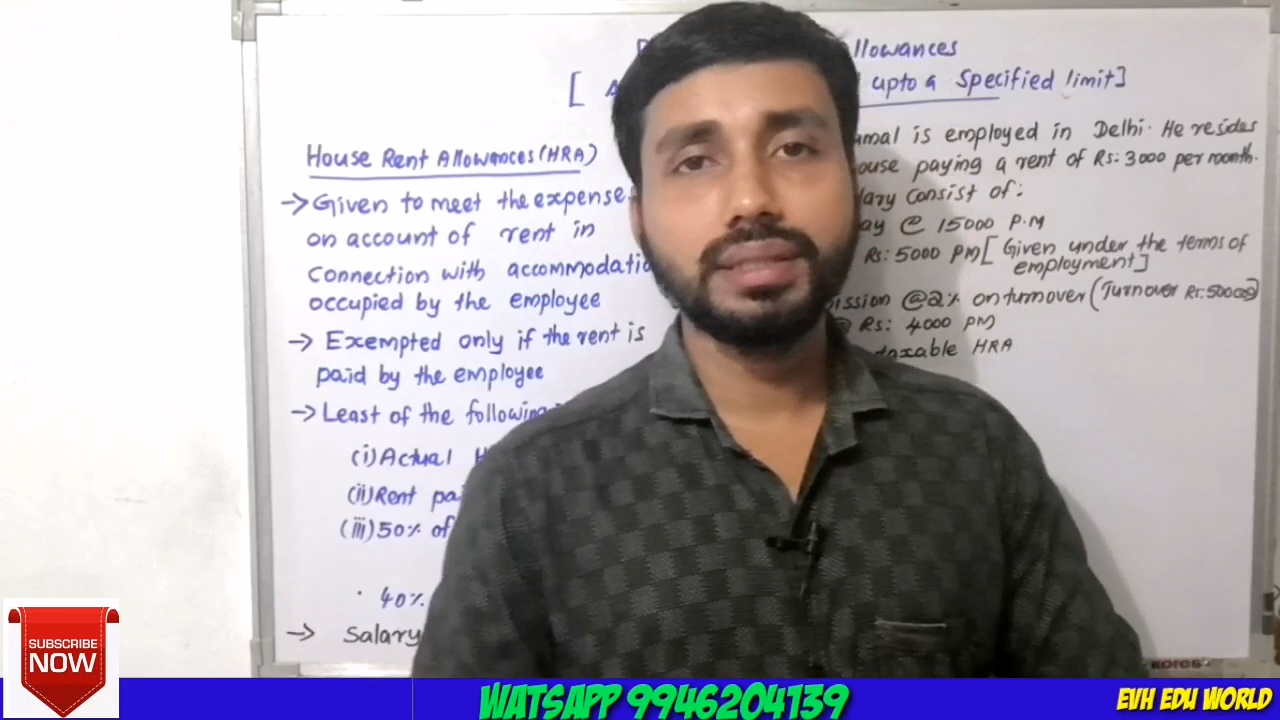 allowances
[ upto a Specified limit]
House Rent Allowances (HRA)
→ Given to meet the expense
on account of rent in
connection with accommodatio
occupied by the employee
→ Exempted only if the rent is
paid by the employee
→ Least of the following
(i) Actual
(ii) Rent pai
(iii) 50% of
40%
→ Salary
amal is employed in Delhi. He resides
ouse paying a rent of Rs: 3000 per month.
lary consist of:
ay @ 15000 P.M
Rs: 5000 PM [Given under the terms of
employment]
ission @2% on turnover (Turnover Rs.
@ Rs: 4000 PM
taxable HRA
kores
SUBSCRIBE
NOW
WATSAPP 9946204139
EVH EDU WORLD